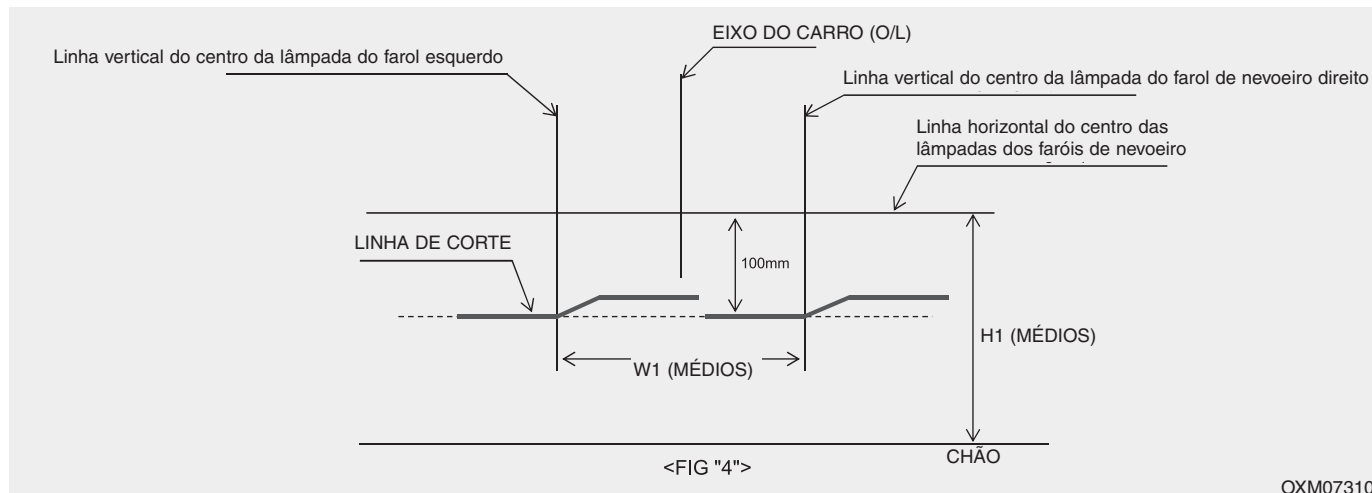 EIXO DO CARRO (O/L)
Linha vertical do centro da lâmpada do farol esquerdo
Linha vertical do centro da lâmpada do farol de nevoeiro direito
Linha horizontal do centro das
lâmpadas dos faróis de nevoeiro
LINHA DE CORTE
100mm
H1 (MÉDIOS)
W1 (MÉDIOS)
CHÃO
<FIG "4">
OXM07310